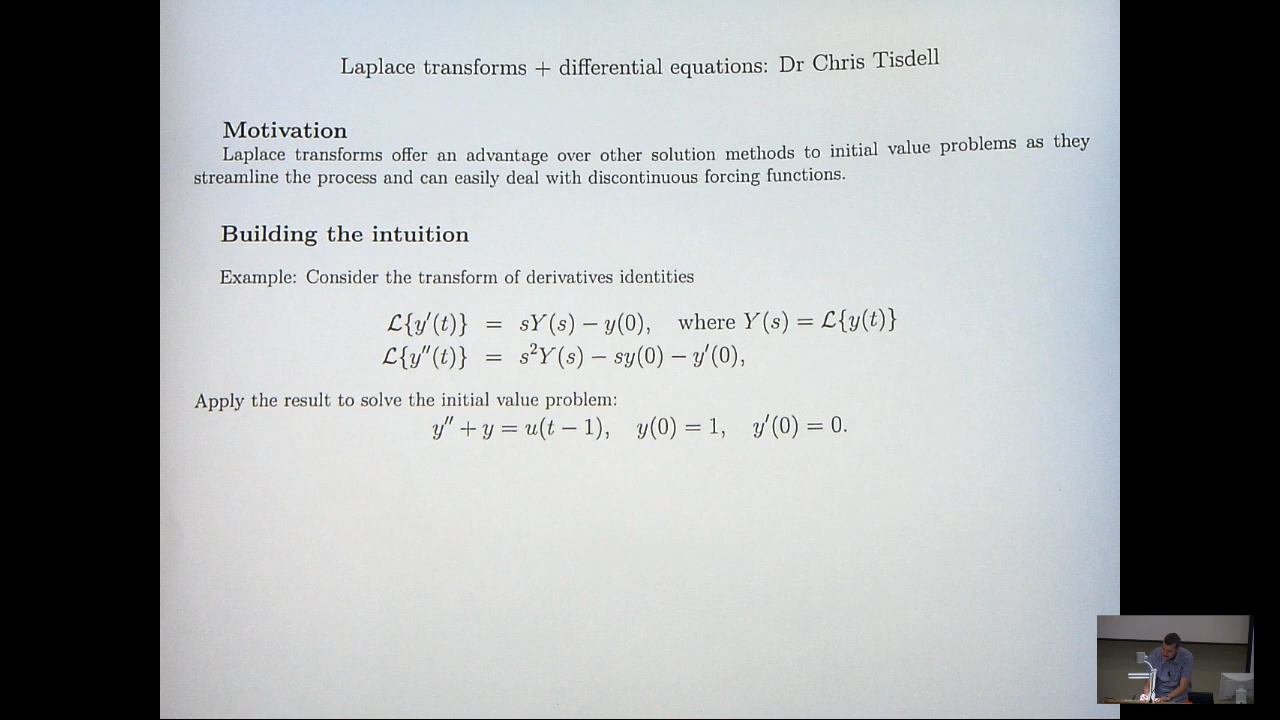 Laplace transforms + differential equations: Dr Chris Tisdell
Motivation
Laplace transforms offer an advantage over other solution methods to initial value problems as they
streamline the process and can easily deal with discontinuous forcing functions.
Building the intuition
Example: Consider the transform of derivatives identities
ℒ{y′(t)} = sY(s) − y(0), where Y(s) = ℒ{y(t)}
ℒ{y″(t)} = s²Y(s) − sy(0) − y′(0),
Apply the result to solve the initial value problem:
y″ + y = u(t − 1), y(0) = 1, y′(0) = 0.